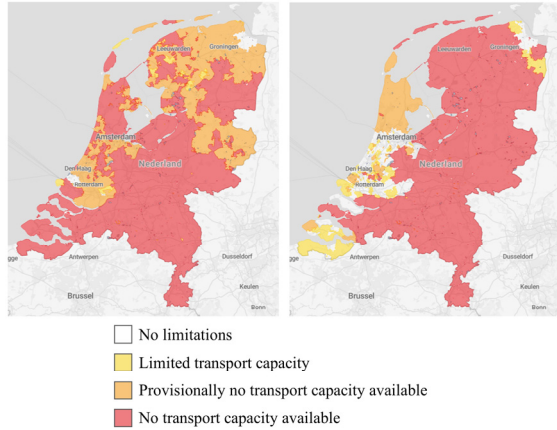 Leeuwarden
Groningen
Amsterdam
Nederland
Den Haag
Rotterdam
Antwerpen
Dusseldorf
Brussel
Keulen
Bonn
Leeuwarden
Groningen
Amsterdam
Nederland
Den Haag
Rotterdam
gge
Antwerpen
Dusseldorf
Brussel
Keulen
Bonn
No limitations
Limited transport capacity
Provisionally no transport capacity available
No transport capacity available